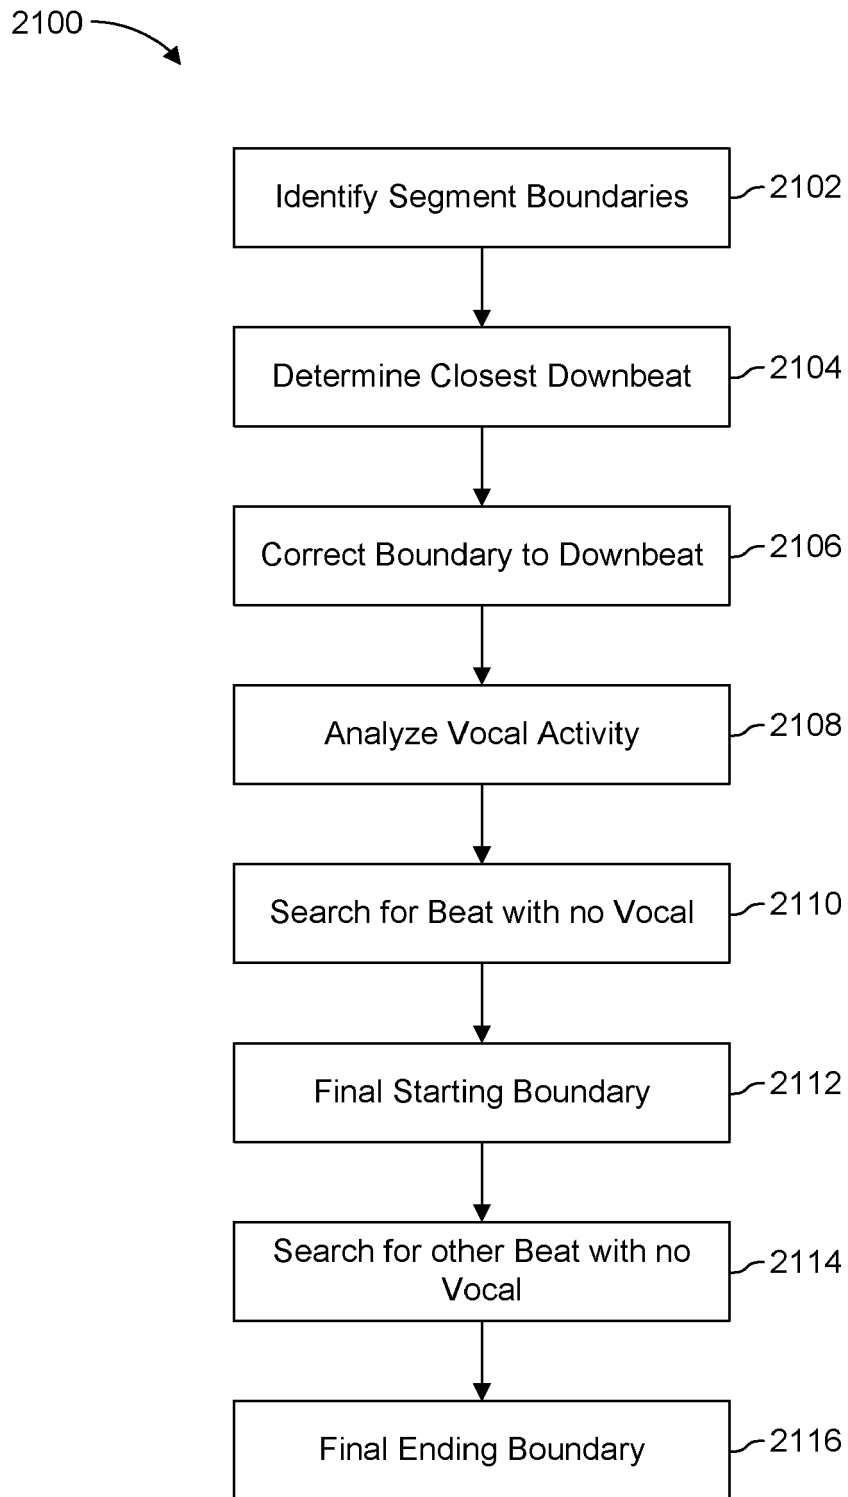 2100
Identify Segment Boundaries
2102
Determine Closest Downbeat
2104
Correct Boundary to Downbeat
2106
Analyze Vocal Activity
2108
Search for Beat with no Vocal
2110
Final Starting Boundary
2112
Search for other Beat with no
Vocal
2114
Final Ending Boundary
2116